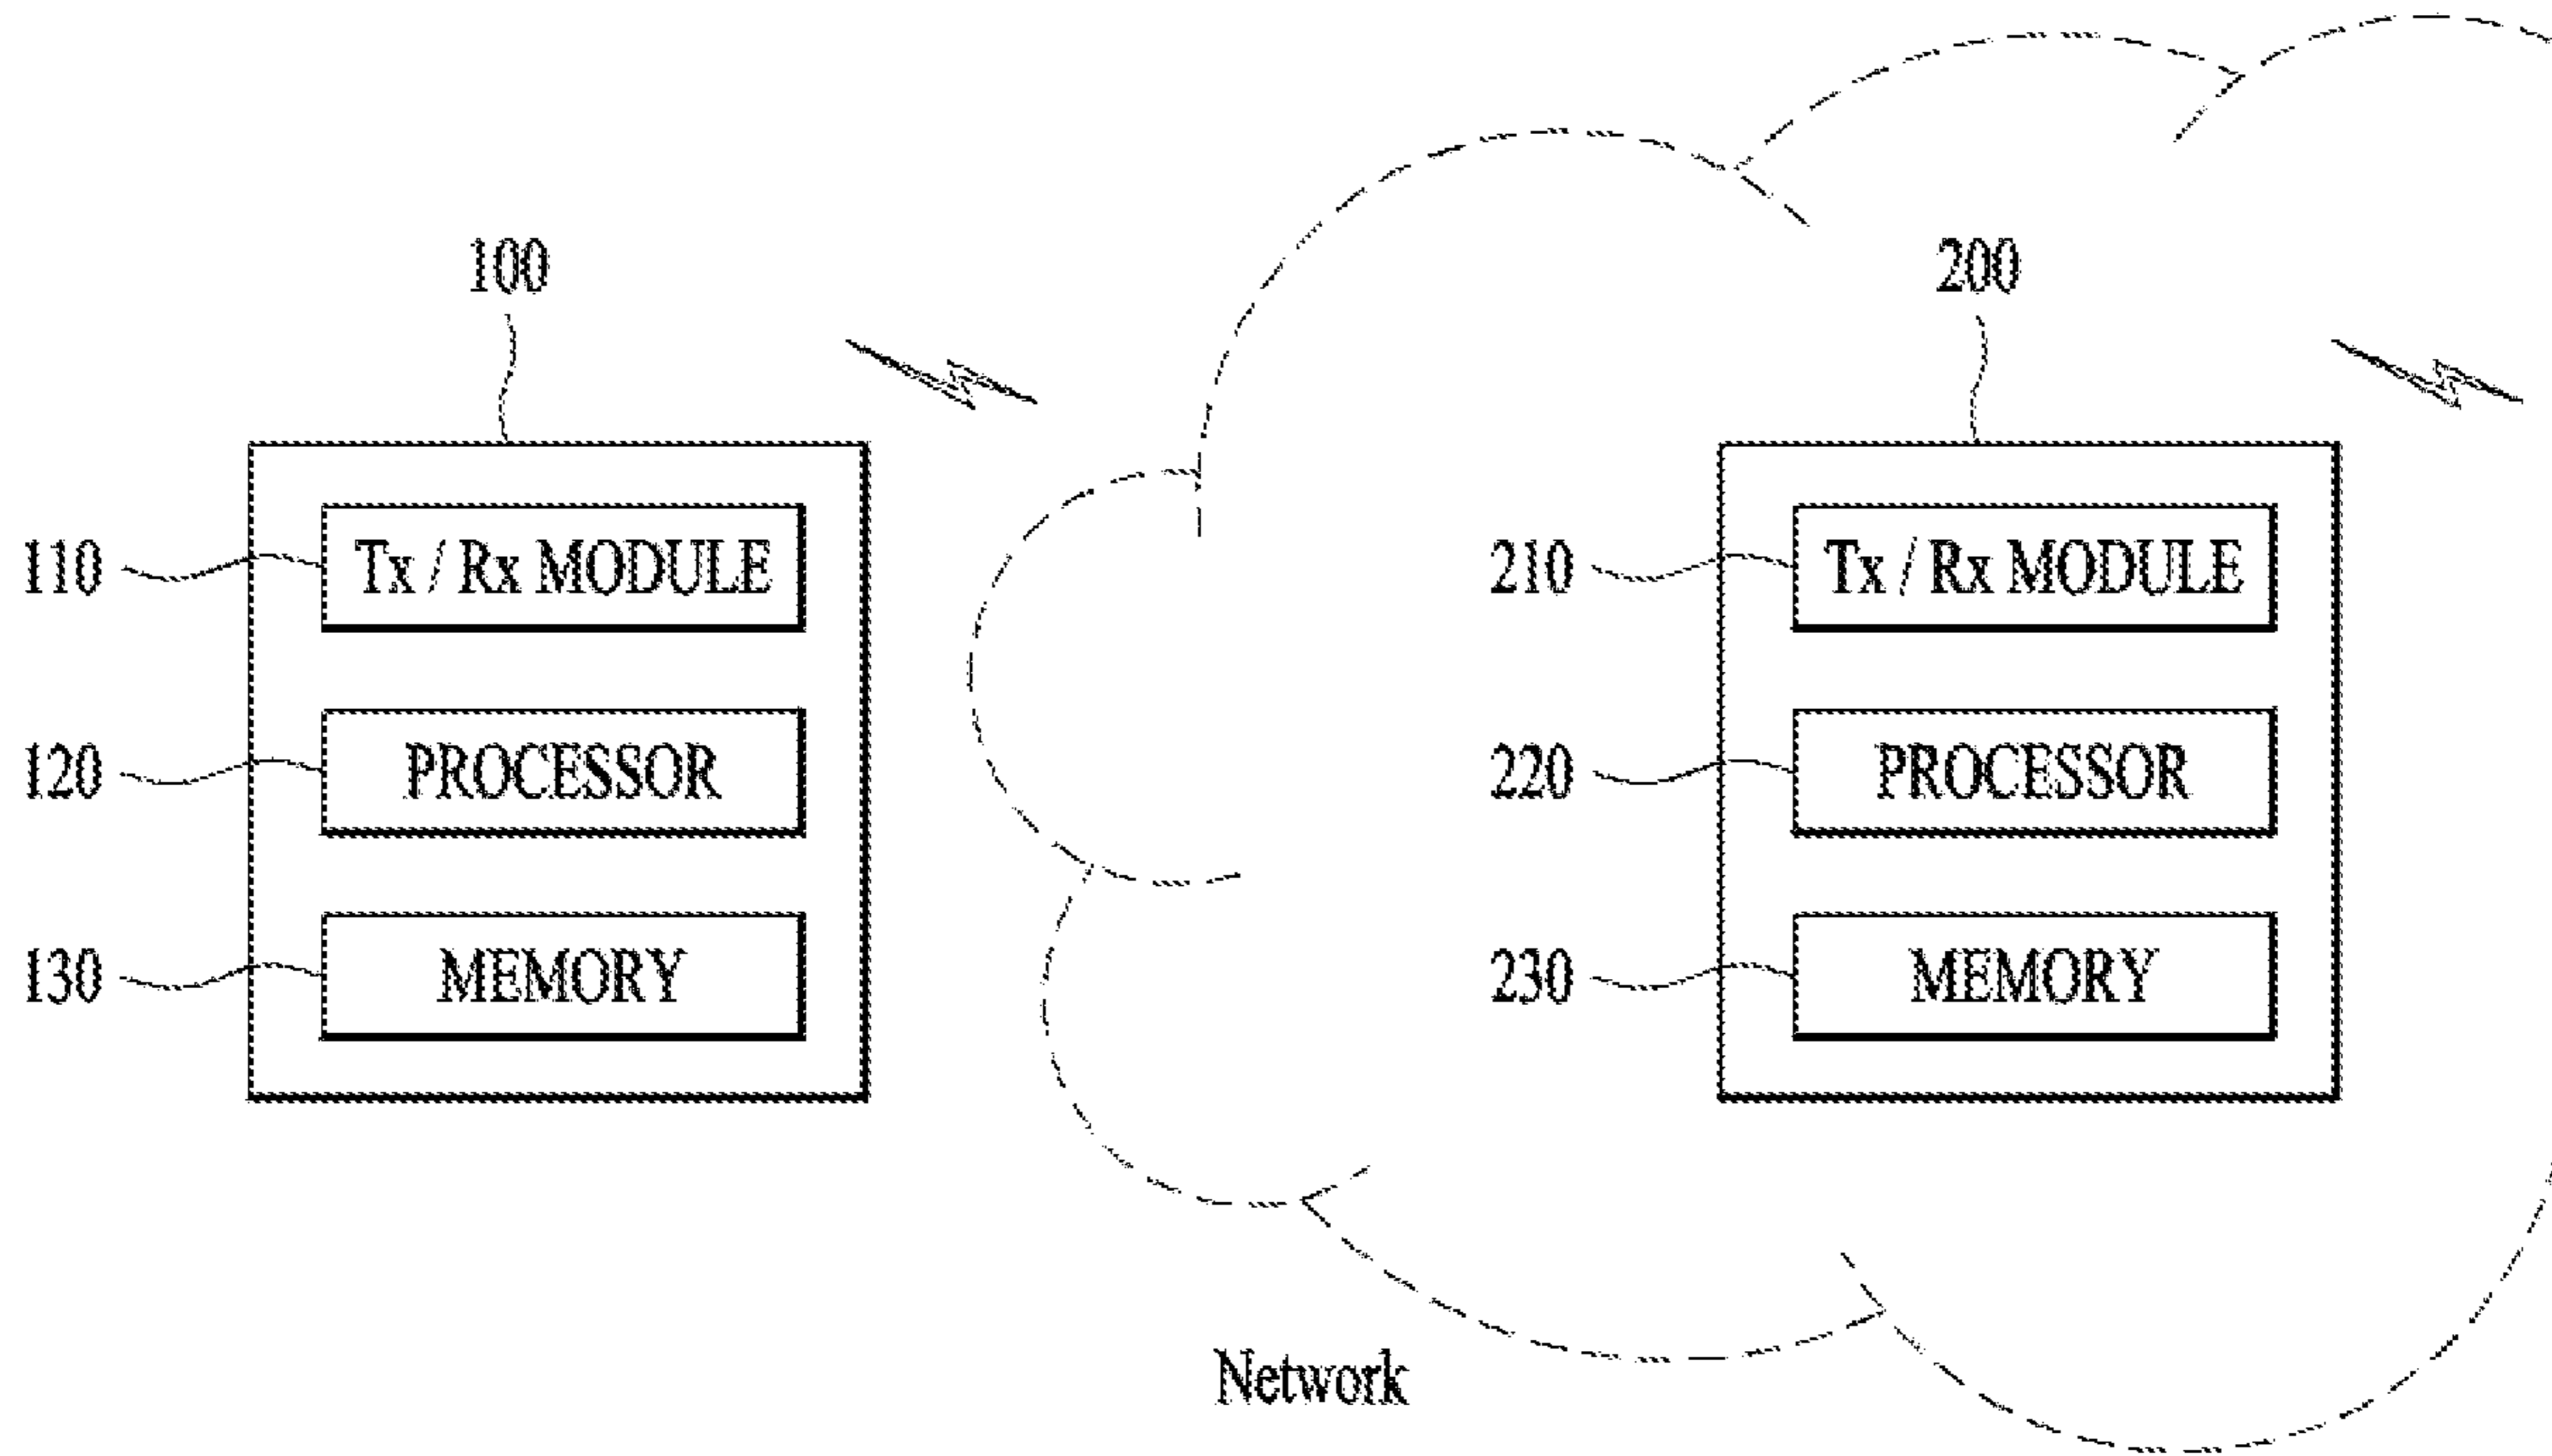 100
200
110
Tx / Rx MODULE
210
Tx / Rx MODULE
120
PROCESSOR
220
PROCESSOR
130
MEMORY
230
MEMORY
Network